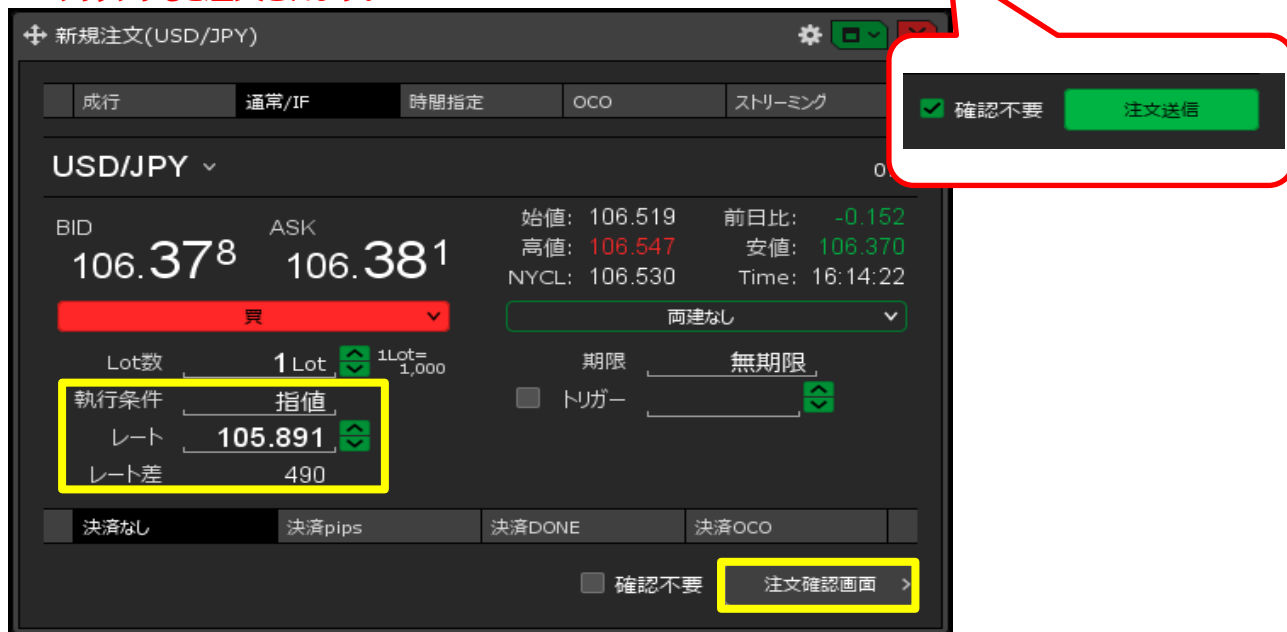 新規注文(USD/JPY)
成行 通常/IF 時間指定 OCO ストリーミング
確認不要 注文送信
USD/JPY
BID ASK
106.378 106.381
始値: 106.519 前日比: -0.152
高値: 106.547 安値: 106.370
NYCL: 106.530 Time: 16:14:22
買 両建なし
Lot数 1 Lot 1Lot=1,000 期限 無期限
執行条件 指値 トリガー
レート 105.891
レート差 490
決済なし 決済pips 決済DONE 決済OCO
確認不要 注文確認画面 >